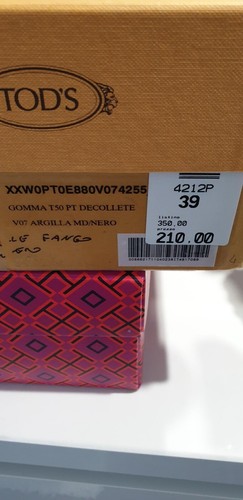 TOD'S
XXW0PT0E880V074255
GOMMA T50 PT DECOLLETE
V07 ARGILLA MD/NERO
LE FANGO
4212P
39
listino
350.00
prezzo
210.00